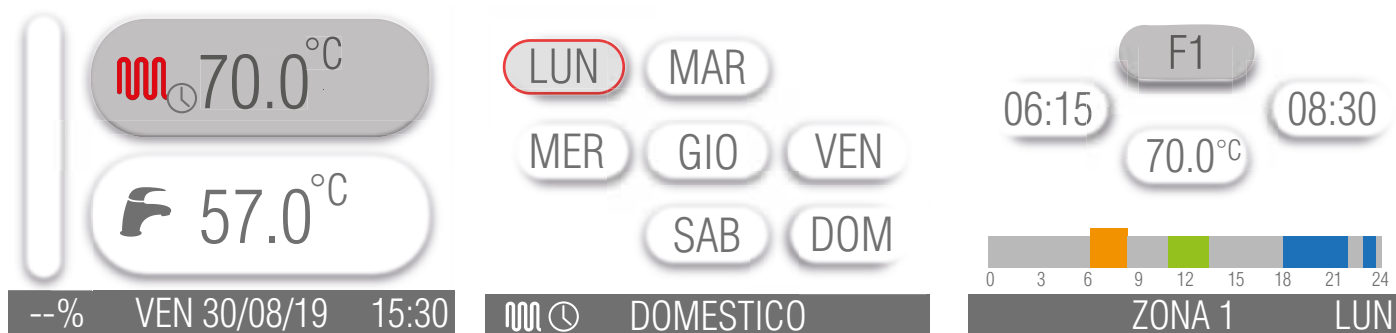 70.0°C
57.0°C
--% VEN 30/08/19 15:30
LUN MAR
MER GIO VEN
SAB DOM
DOMESTICO
F1
06:15 08:30
70.0°C
0 3 6 9 12 15 18 21 24
ZONA 1 LUN